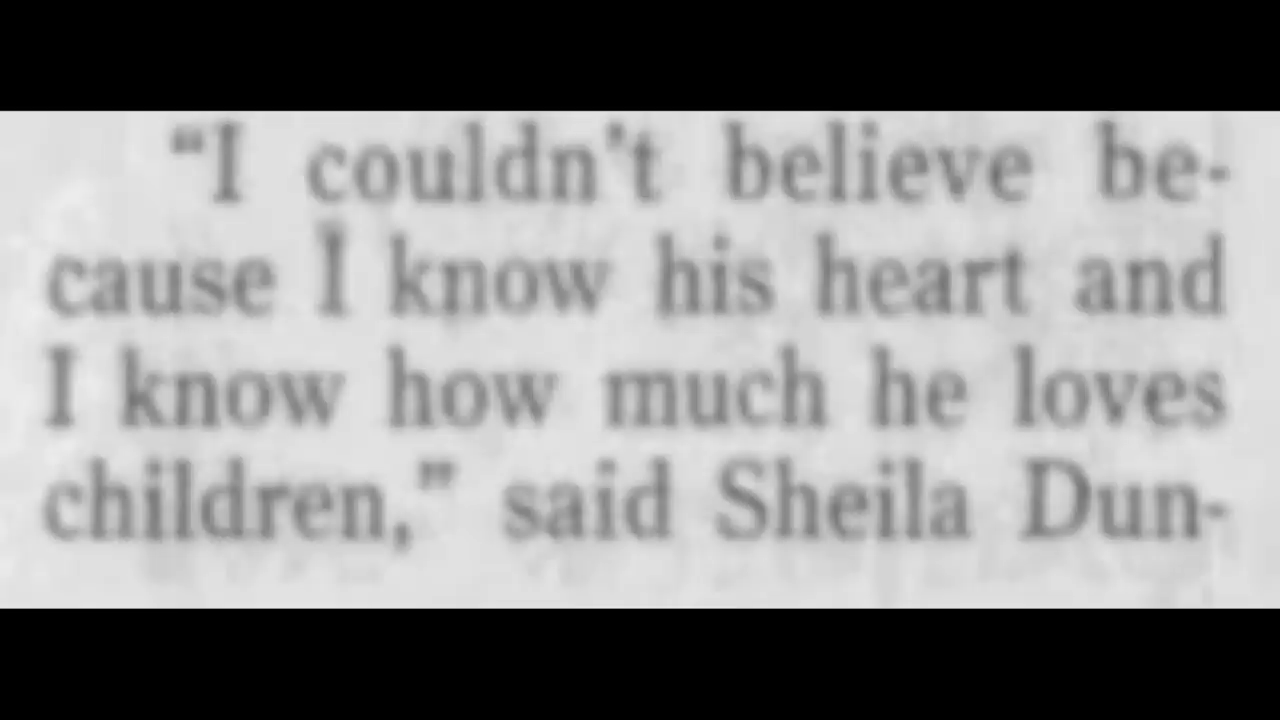 “I couldn't believe be-
cause I know his heart and
I know how much he loves
children,” said Sheila Dun-